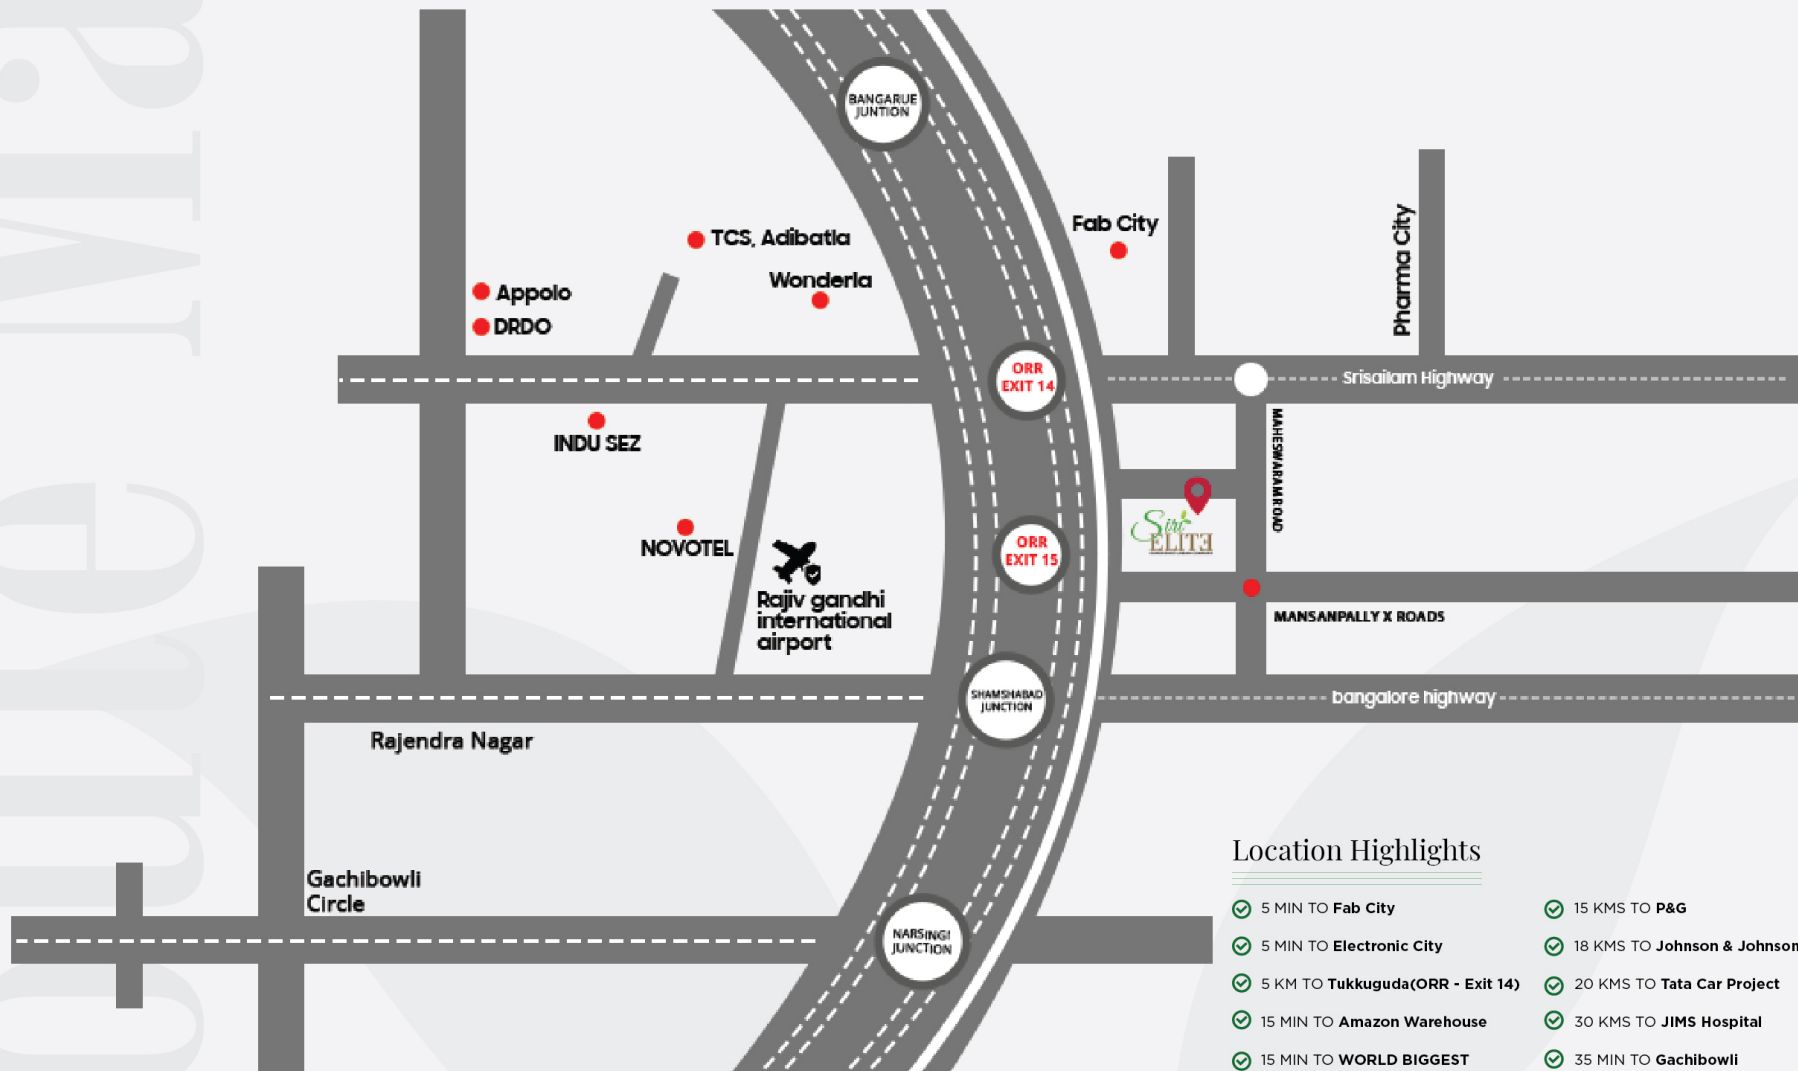 BANGARUE
JUNTION
Fab City
TCS, Adibatla
Pharma City
Wonderla
Appolo
DRDO
ORR
EXIT 14
Srisailam Highway
INDU SEZ
MAHESWARAM ROAD
Siri
ELITE
NOVOTEL
ORR
EXIT 15
Rajiv gandhi
international
airport
MANSANPALLY X ROADS
SHAMSHABAD
JUNCTION
bangalore highway
Rajendra Nagar
Gachibowli
Circle
NARSINGI
JUNCTION
Location Highlights
5 MIN TO Fab City
5 MIN TO Electronic City
5 KM TO Tukkuguda(ORR - Exit 14)
15 MIN TO Amazon Warehouse
15 MIN TO WORLD BIGGEST
15 KMS TO P&G
18 KMS TO Johnson & Johnson
20 KMS TO Tata Car Project
30 KMS TO JIMS Hospital
35 MIN TO Gachibowli